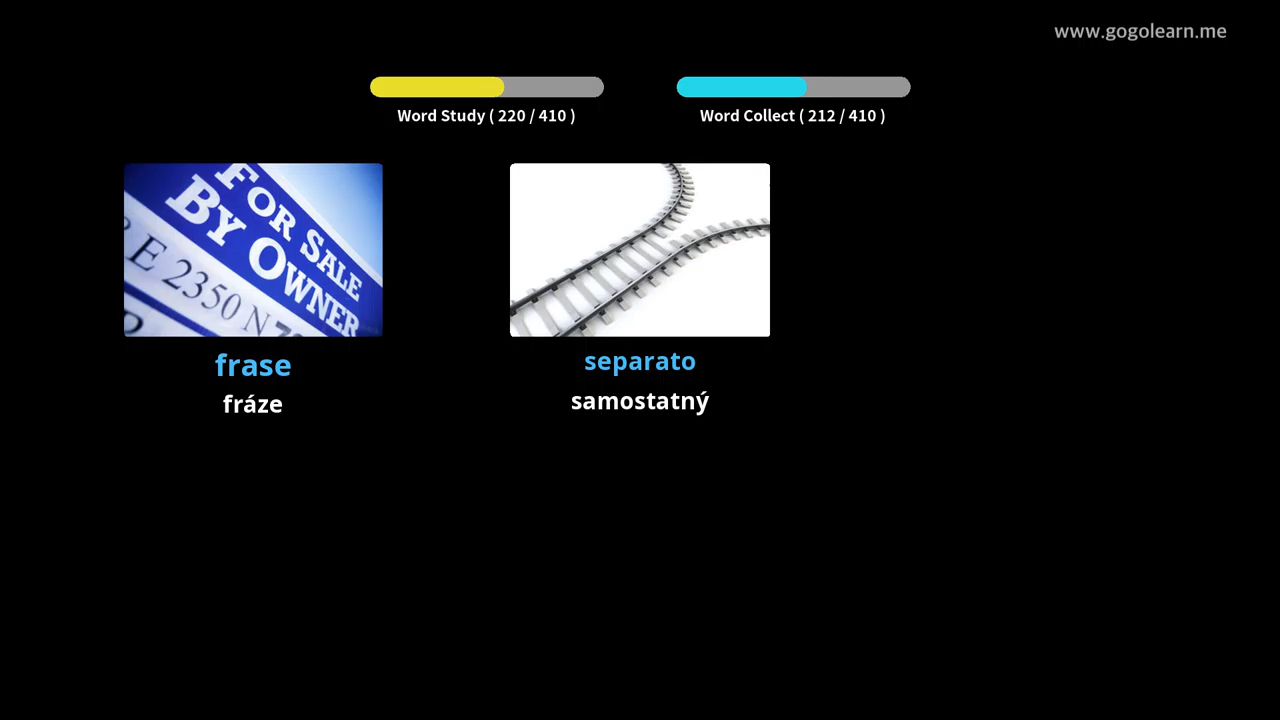 www.gogolearn.me
Word Study ( 220 / 410 )
Word Collect ( 212 / 410 )
FOR SALE
BY OWNER
E 2350 N
frase
fráze
separato
samostatný